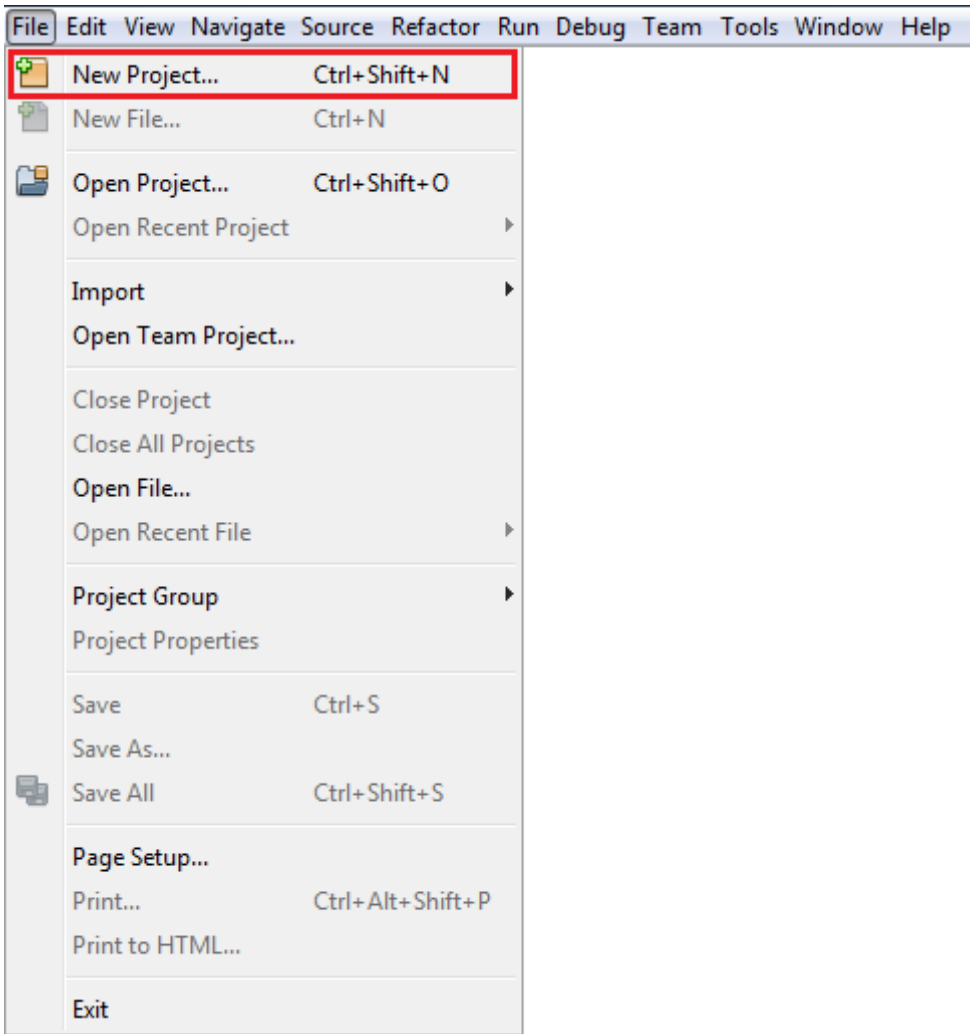 File Edit View Navigate Source Refactor Run Debug Team Tools Window Help
New Project... Ctrl+Shift+N
New File... Ctrl+N
Open Project... Ctrl+Shift+O
Open Recent Project
Import
Open Team Project...
Close Project
Close All Projects
Open File...
Open Recent File
Project Group
Project Properties
Save Ctrl+S
Save As...
Save All Ctrl+Shift+S
Page Setup...
Print... Ctrl+Alt+Shift+P
Print to HTML...
Exit